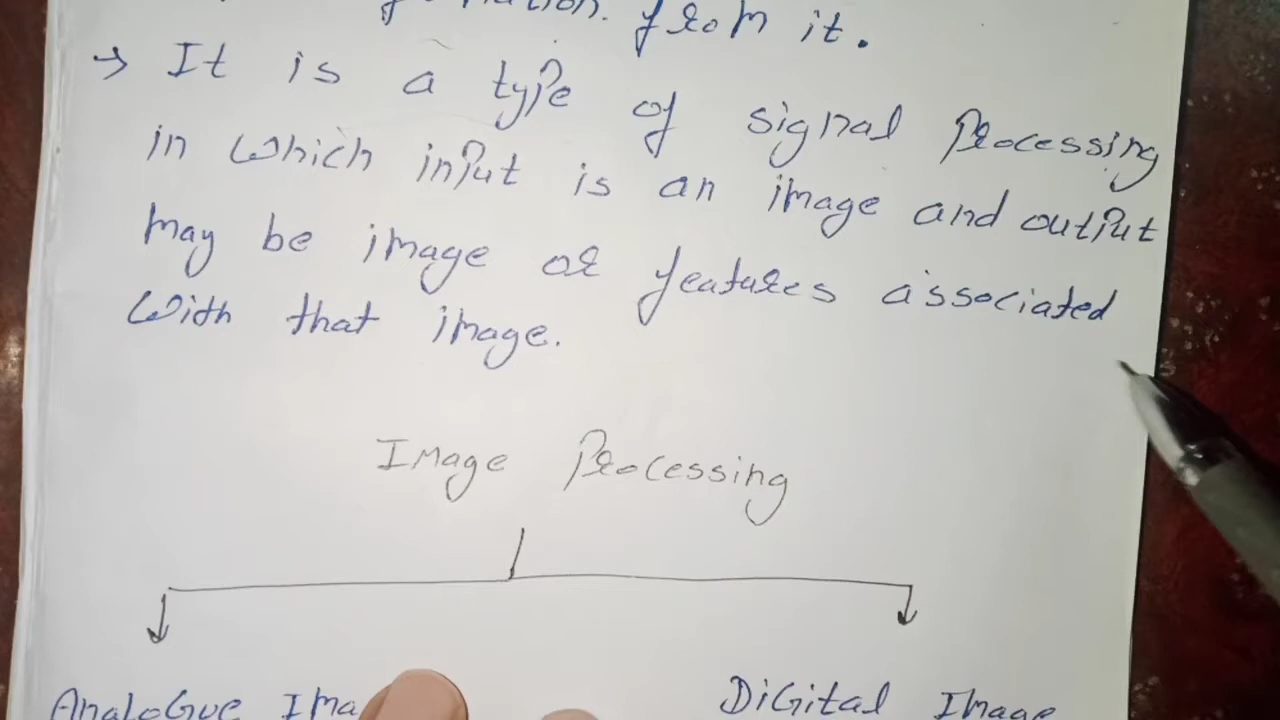 from it.
→ It is a type of signal Processing
in which input is an image and output
may be image or features associated
with that image.
Image Processing
Analogue Ima
Digital Image